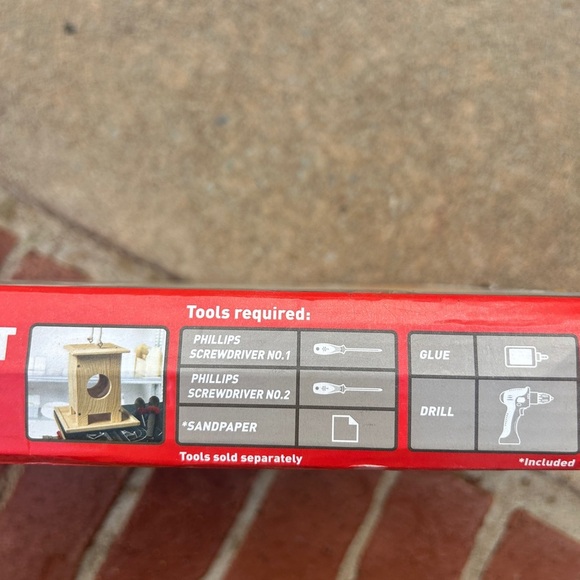 T
Tools required:
PHILLIPS
SCREWDRIVER NO.1
PHILLIPS
SCREWDRIVER NO.2
*SANDPAPER
GLUE
DRILL
Tools sold separately
*Included